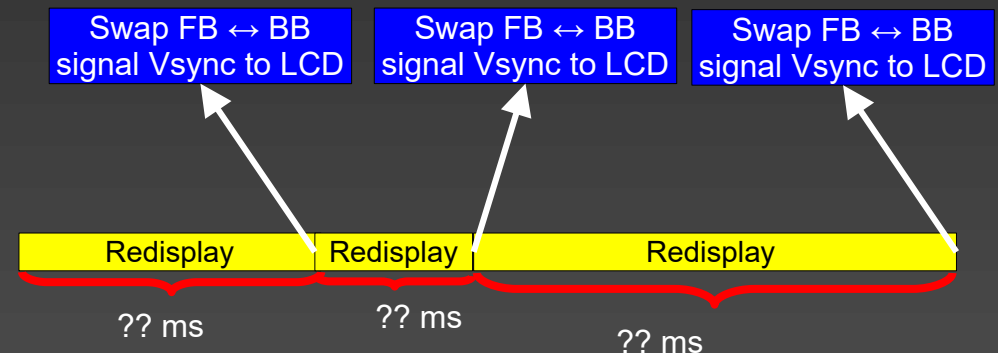 Swap FB ↔ BB
signal Vsync to LCD
Swap FB ↔ BB
signal Vsync to LCD
Swap FB ↔ BB
signal Vsync to LCD
Redisplay
Redisplay
Redisplay
?? ms
?? ms
?? ms